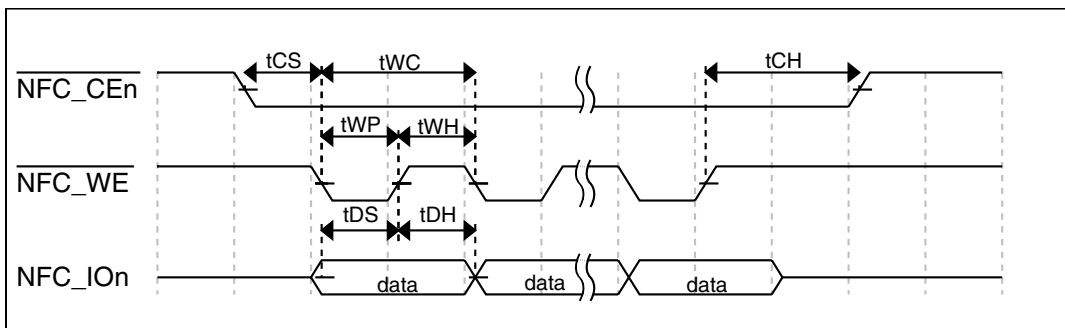 tCS tWC tCH
NFC_CEn
tWP tWH
NFC_WE
tDS tDH
NFC_IOn data data data